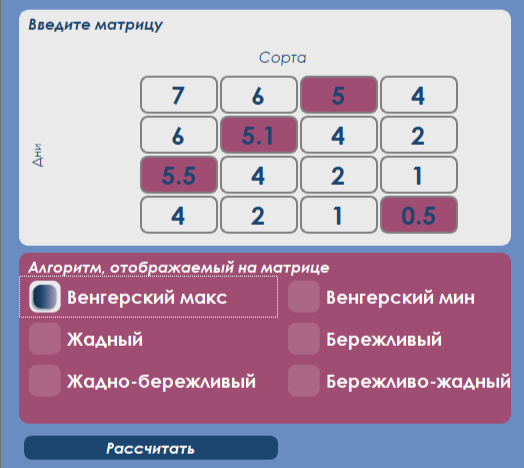 Введите матрицу
Сорта
7 6 5 4
6 5.1 4 2
Дни
5.5 4 2 1
4 2 1 0.5
Алгоритм, отображаемый на матрице
Венгерский макс Венгерский мин
Жадный Бережливый
Жадно-бережливый Бережливо-жадный
Рассчитать